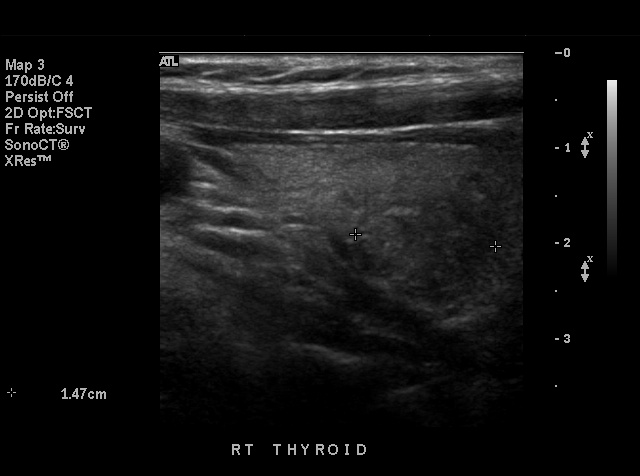 ATL
Map 3
170dB/C 4
Persist Off
2D Opt:FSCT
Fr Rate:Surv
SonoCT®
XRes™
0
1
x
2
x
3
1.47cm
RT THYROID